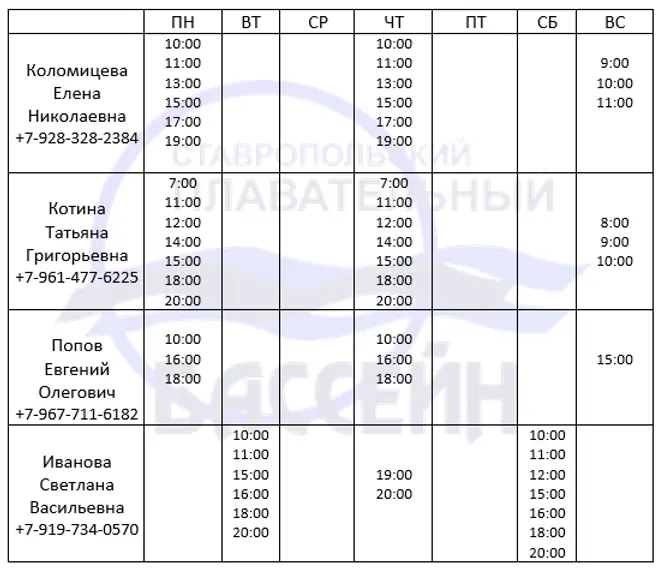 ПН ВТ СР ЧТ ПТ СБ ВС
Коломицева
Елена
Николаевна
+7-928-328-2384
10:00 10:00
11:00 11:00 9:00
13:00 13:00 10:00
15:00 15:00 11:00
17:00 17:00
19:00 19:00
Котина
Татьяна
Григорьевна
+7-961-477-6225
7:00 7:00
11:00 11:00
12:00 12:00 8:00
14:00 14:00 9:00
15:00 15:00 10:00
18:00 18:00
20:00 20:00
Попов
Евгений
Олегович
+7-967-711-6182
10:00 10:00
16:00 16:00 15:00
18:00 18:00
Иванова
Светлана
Васильевна
+7-919-734-0570
10:00 10:00
11:00 11:00
15:00 19:00 12:00
16:00 20:00 15:00
18:00 16:00
20:00 18:00
20:00
СТАВРОПОЛЬСКИЙ
ПЛАВАТЕЛЬНЫЙ
БАССЕЙН